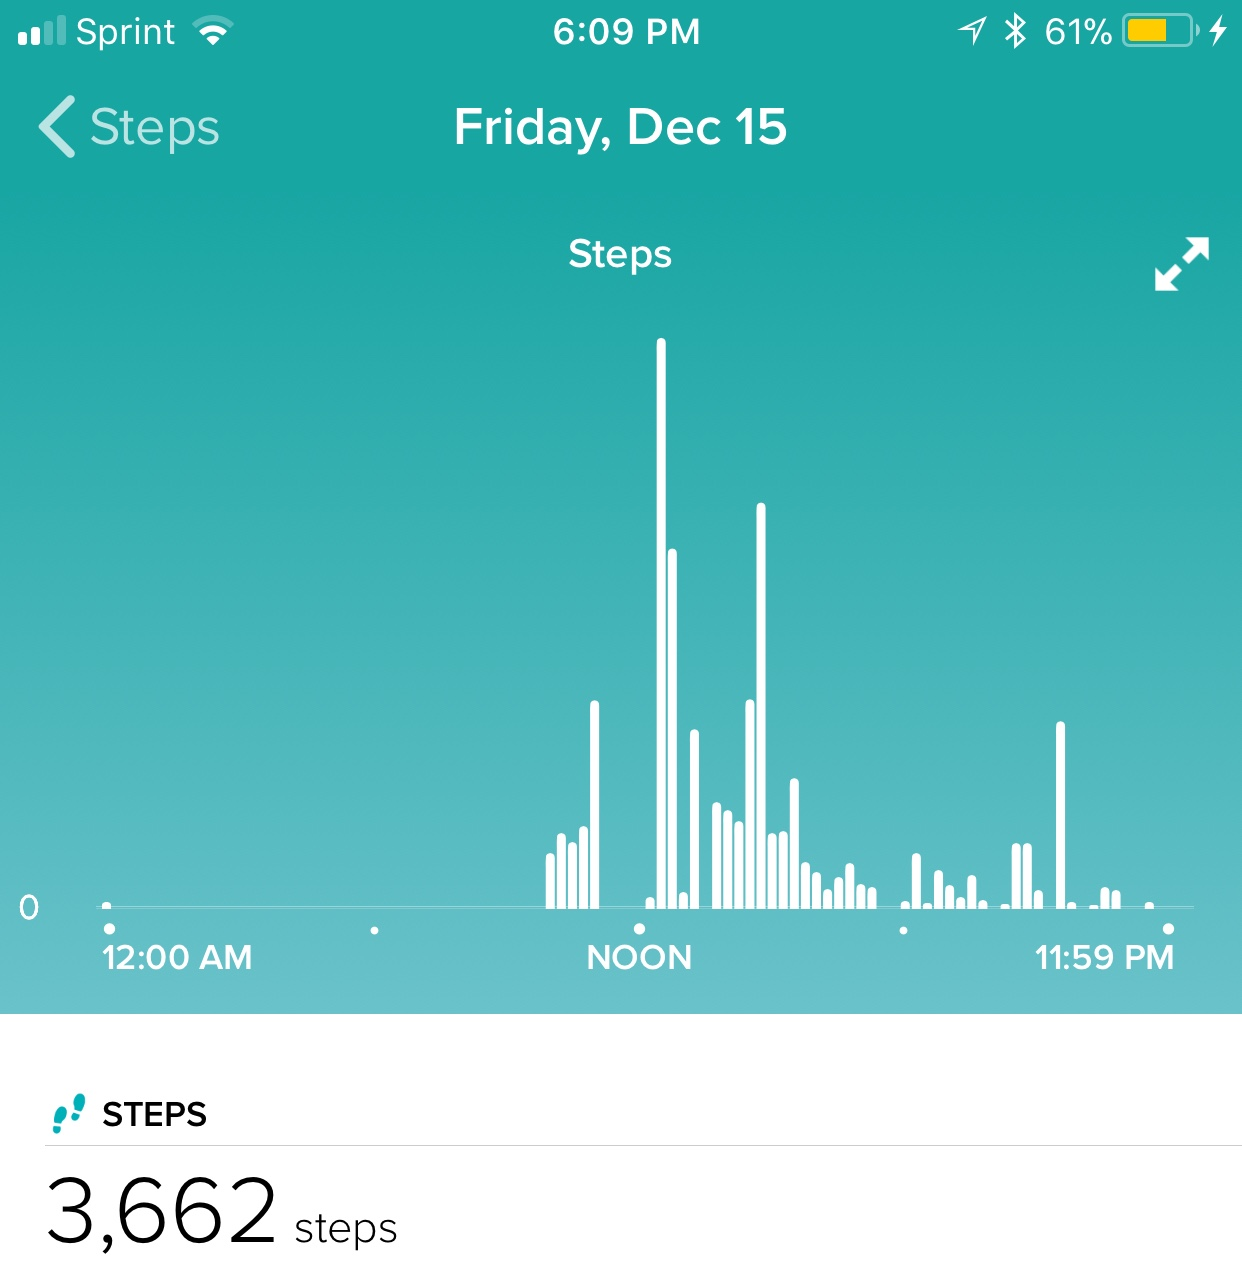 Sprint 6:09 PM 61%
Steps Friday, Dec 15
Steps
0
12:00 AM NOON 11:59 PM
STEPS
3,662 steps